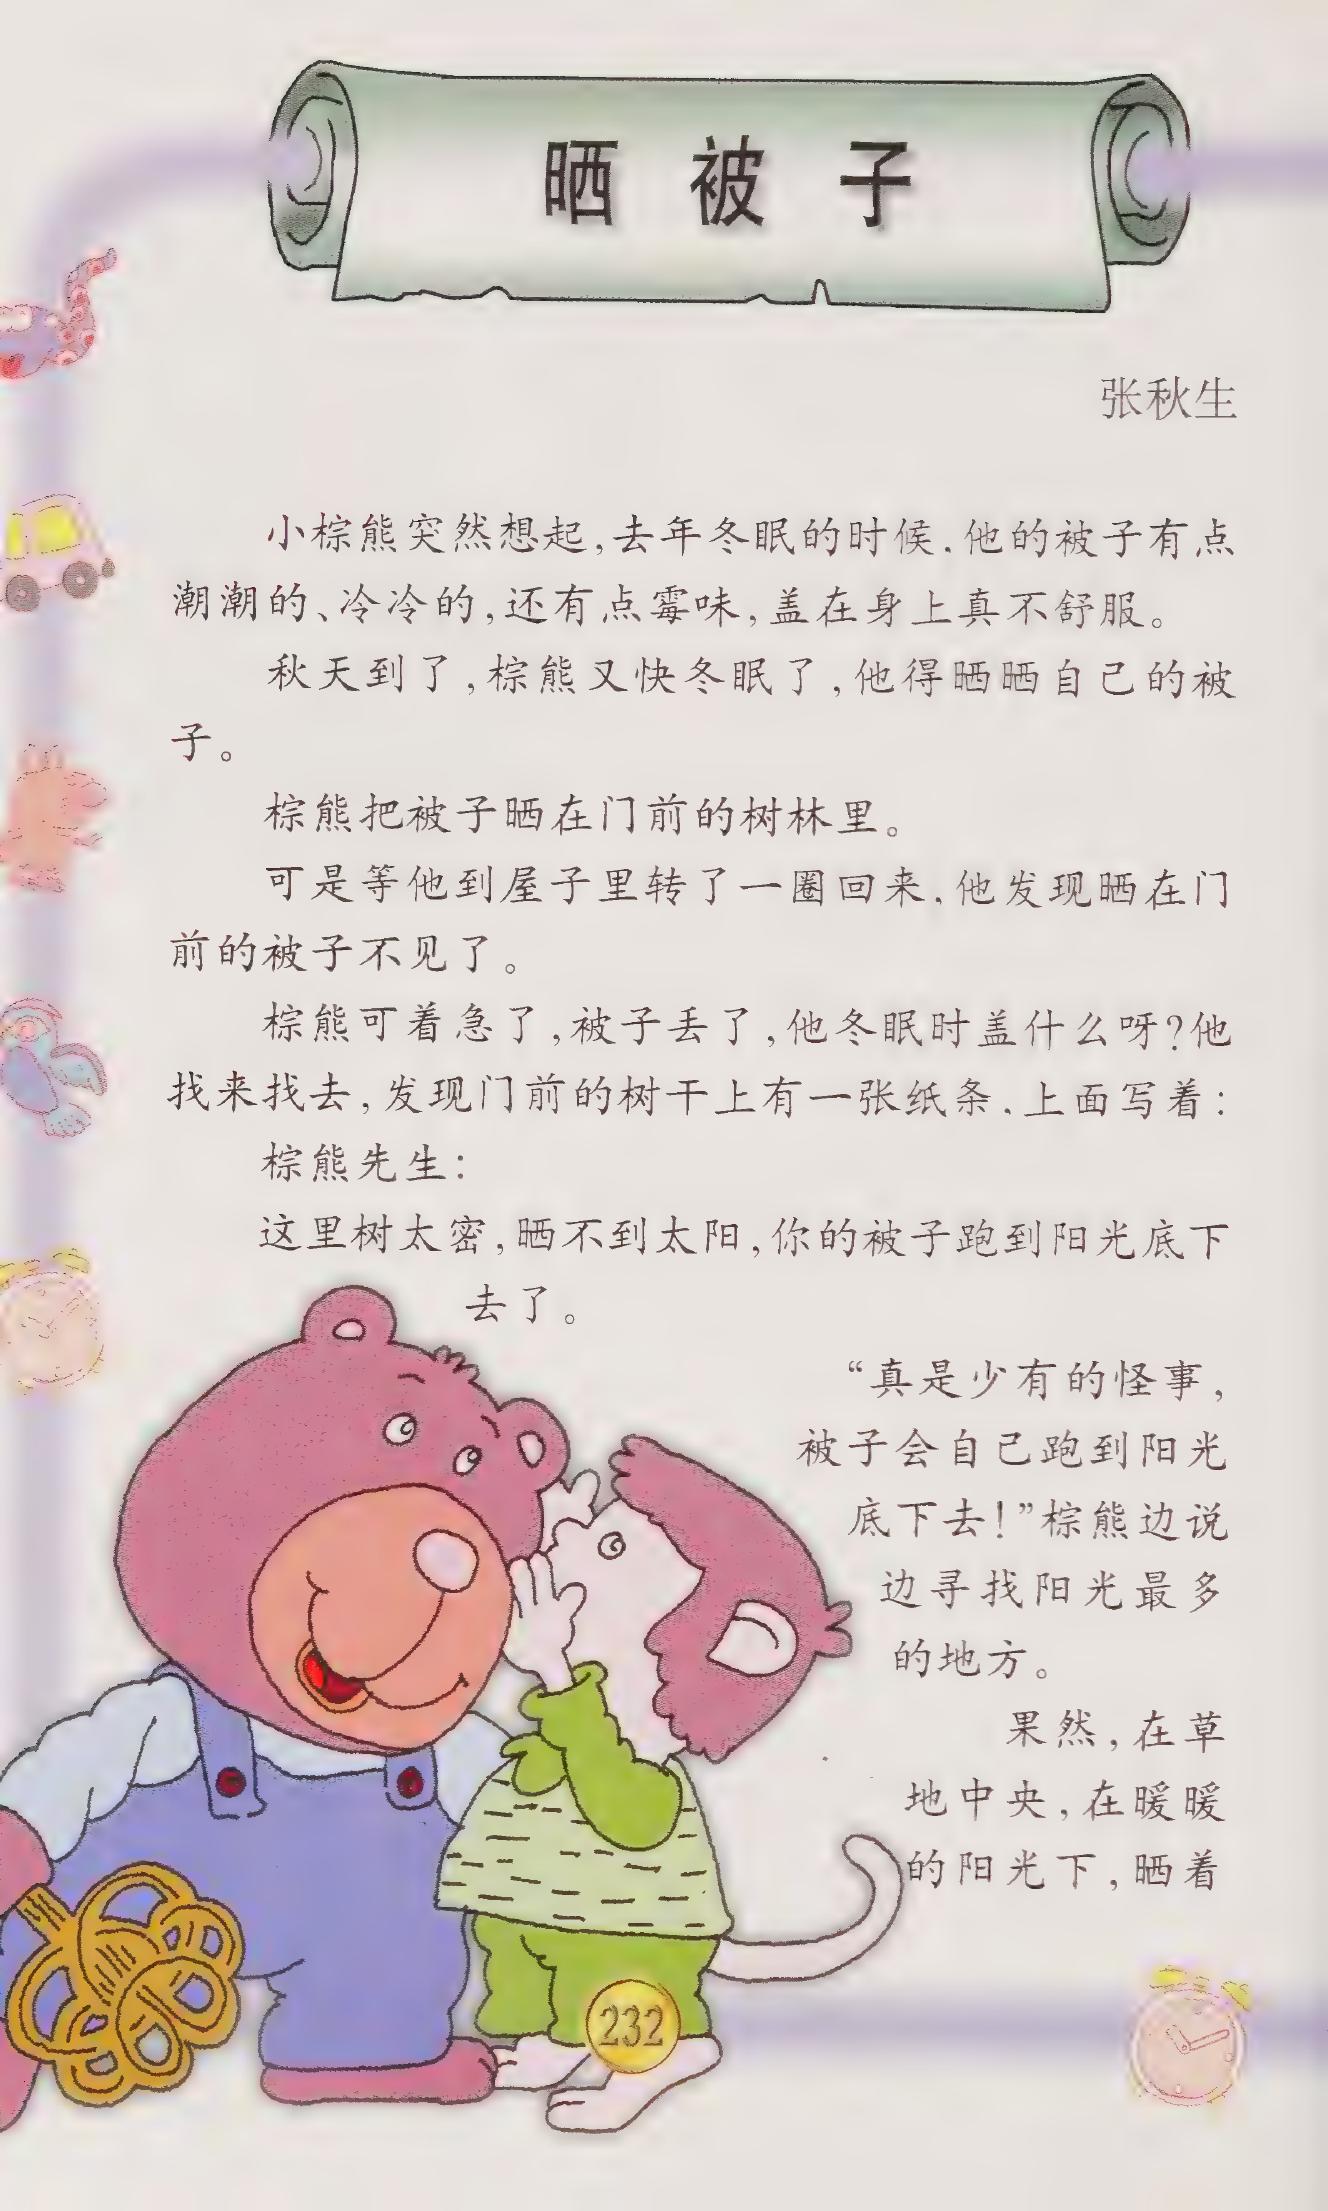 晒被子
张秋生
小棕熊突然想起,去年冬眠的时候,他的被子有点
潮潮的、冷冷的,还有点霉味,盖在身上真不舒服。
秋天到了,棕熊又快冬眠了,他得晒晒自己的被
子。
棕熊把被子晒在门前的树林里。
可是等他到屋子里转了一圈回来,他发现晒在门
前的被子不见了。
棕熊可着急了,被子丢了,他冬眠时盖什么呀?他
找来找去,发现门前的树干上有一张纸条,上面写着:
棕熊先生:
这里树太密,晒不到太阳,你的被子跑到阳光底下
去了。
“真是少有的怪事,
被子会自己跑到阳光
底下去!”棕熊边说
边寻找阳光最多
的地方。
果然,在草
地中央,在暖暖
的阳光下,晒着
232